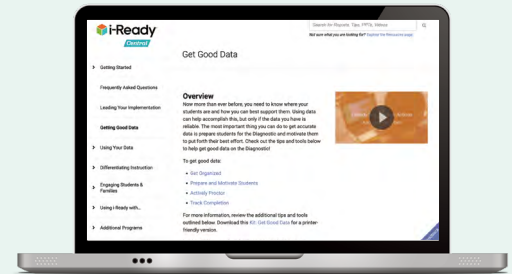 i-Ready
Central
Search for Reports, Tips, PPTs, Videos
Not sure what you are looking for? Explore the Resources page
Getting Started
Frequently Asked Questions
Leading Your Implementation
Getting Good Data
Using Your Data
Differentiating Instruction
Engaging Students &
Families
Using i-Ready with...
Additional Programs
Get Good Data
Overview
Now more than ever before, you need to know where your
students are and how you can best support them. Using data
can help accomplish this, but only if the data you have is
reliable. The most important thing you can do to get accurate
data is prepare students for the Diagnostic and motivate them
to put forth their best effort. Check out the tips and tools below
to help get good data on the Diagnostic!
To get good data:
• Get Organized
• Prepare and Motivate Students
• Actively Proctor
• Track Completion
For more information, review the additional tips and tools
outlined below. Download this Kit: Get Good Data for a printer-
friendly version.